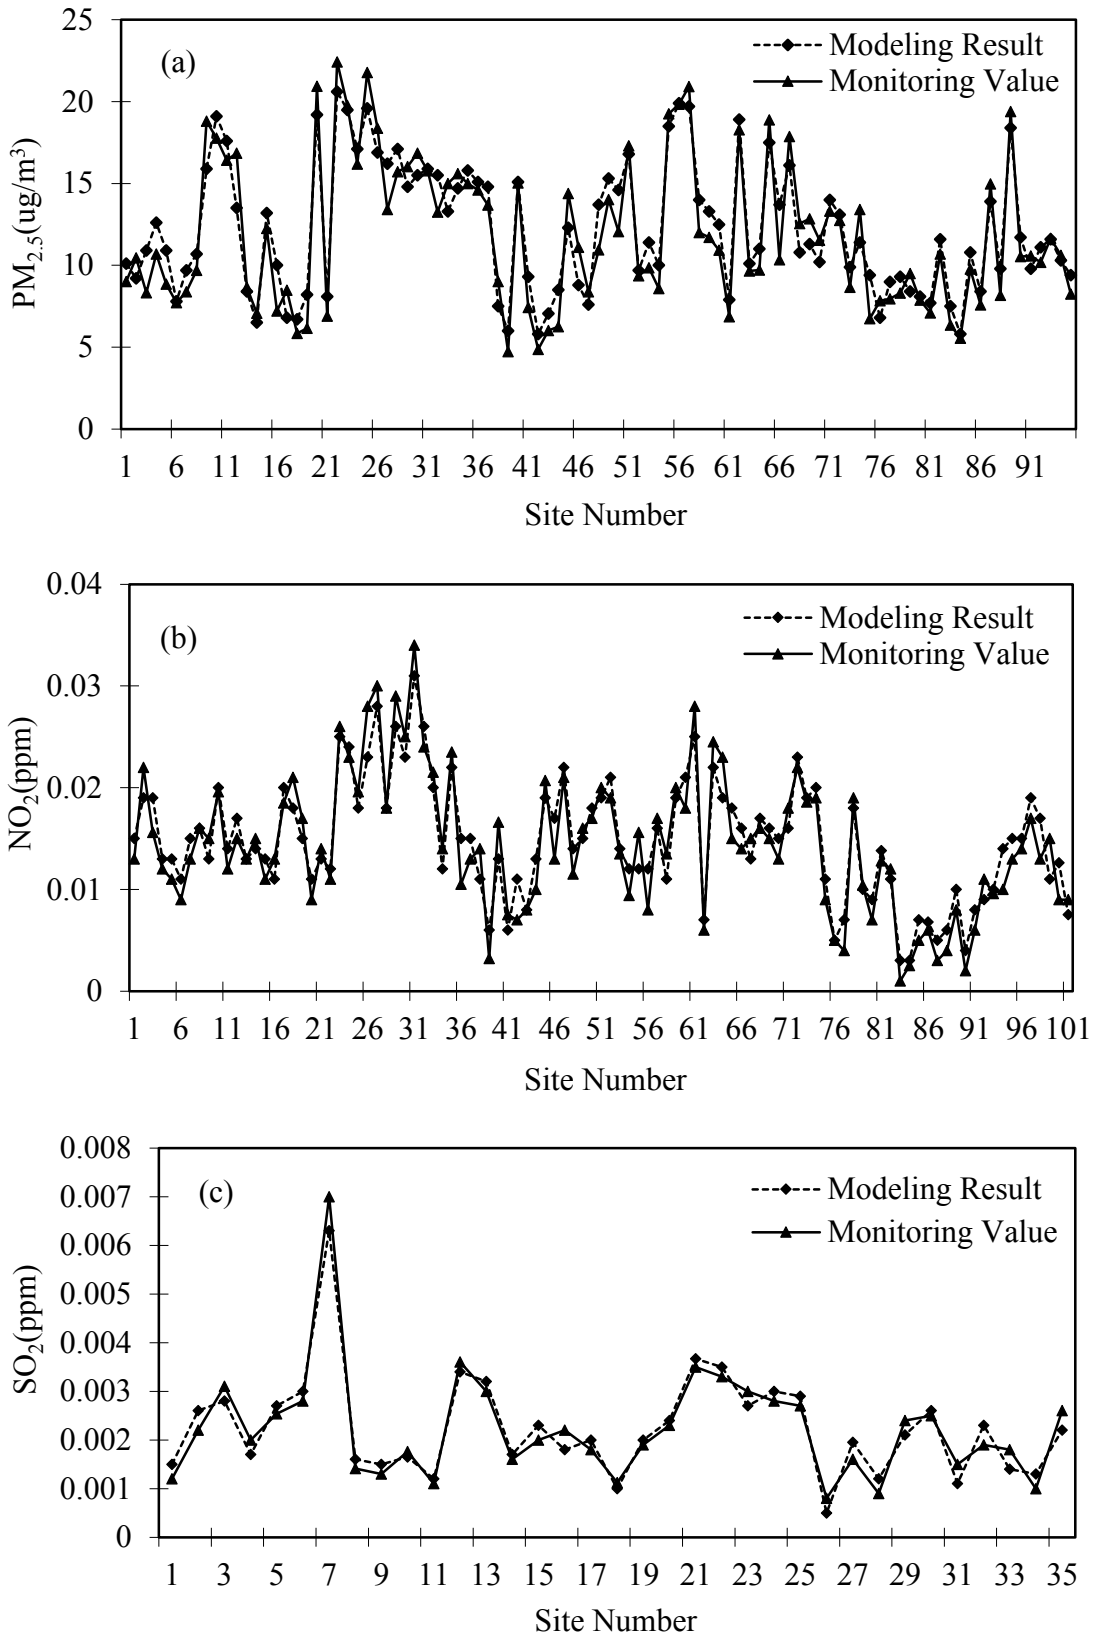 25
20
15
10
5
0
PM2.5(ug/m3)
(a)
Modeling Result
Monitoring Value
1 6 11 16 21 26 31 36 41 46 51 56 61 66 71 76 81 86 91
Site Number
0.04
0.03
0.02
0.01
0
NO2(ppm)
(b)
Modeling Result
Monitoring Value
1 6 11 16 21 26 31 36 41 46 51 56 61 66 71 76 81 86 91 96 101
Site Number
0.008
0.007
0.006
0.005
0.004
0.003
0.002
0.001
0
SO2(ppm)
(c)
Modeling Result
Monitoring Value
1 3 5 7 9 11 13 15 17 19 21 23 25 27 29 31 33 35
Site Number